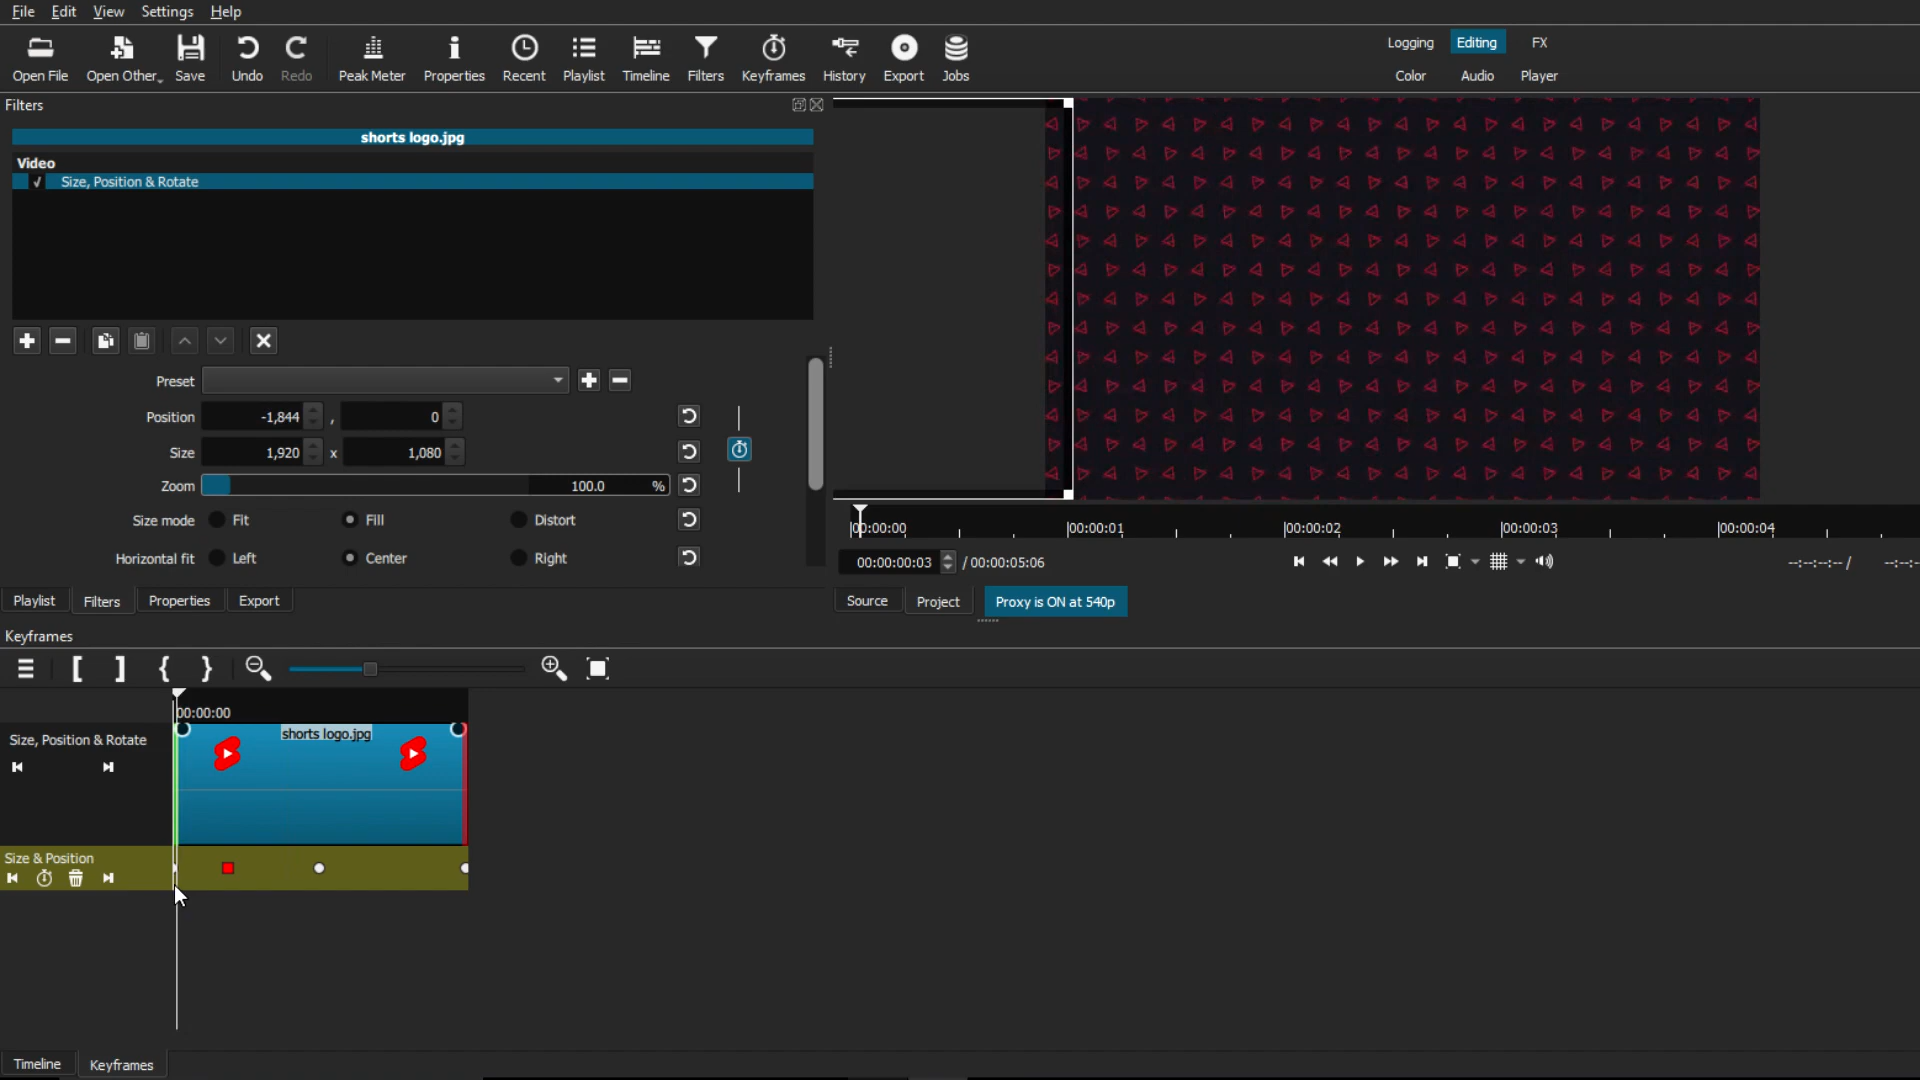 File Edit View Settings Help
Open File Open Other Save Undo Redo Peak Meter Properties Recent Playlist Timeline Filters Keyframes History Export Jobs
Logging Editing FX
Color Audio Player
Filters
shorts logo.jpg
Video
Size, Position & Rotate
Preset
Position -1,844 , 0
Size 1,920 x 1,080
Zoom 100.0 %
Size mode Fit Fill Distort
Horizontal fit Left Center Right
Playlist Filters Properties Export
00:00:00 00:00:01 00:00:02 00:00:03 00:00:04
00:00:00:03 / 00:00:05:06 --:--:--:-- / --:--:-
Source Project Proxy is ON at 540p
Keyframes
00:00:00
Size, Position & Rotate
shorts logo.jpg
Size & Position
Timeline Keyframes